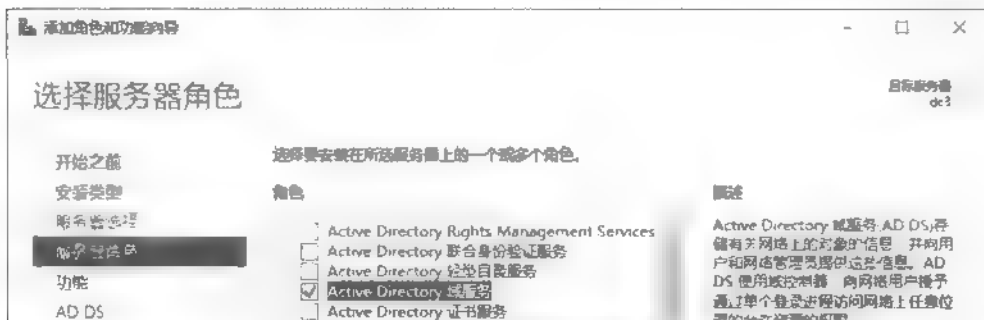 添加角色和功能向导
选择服务器角色
目标服务器
dc3
开始之前
安装类型
服务器选择
服务器角色
功能
AD DS
选择要安装在所选服务器上的一个或多个角色。
角色
Active Directory Rights Management Services
Active Directory 联合身份验证服务
Active Directory 轻型目录服务
Active Directory 域服务
Active Directory 证书服务
描述
Active Directory 域服务(AD DS)存
储有关网络上的对象的信息，并向用
户和网络管理员提供这些信息。AD
DS 使用域控制器，向网络用户授予
通过单个登录进程访问网络上任意位